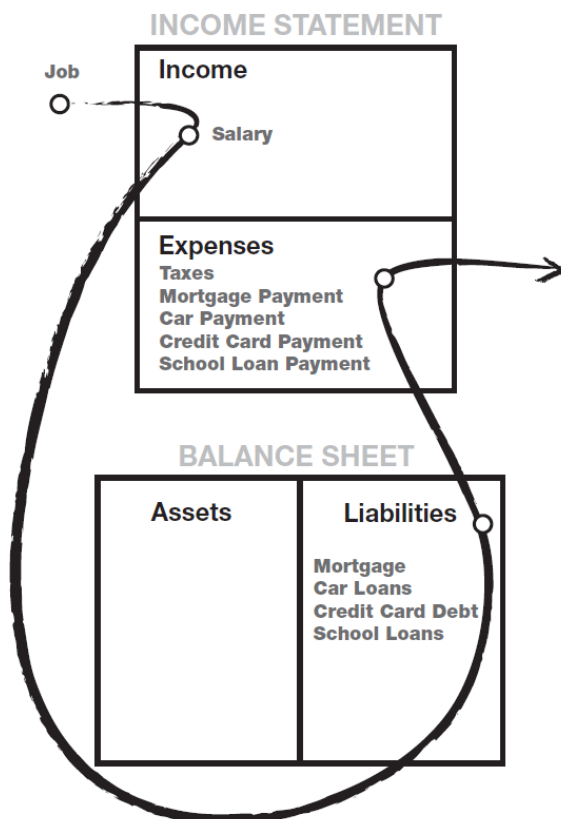 INCOME STATEMENT
Job
Income
Salary
Expenses
Taxes
Mortgage Payment
Car Payment
Credit Card Payment
School Loan Payment
BALANCE SHEET
Assets
Liabilities
Mortgage
Car Loans
Credit Card Debt
School Loans